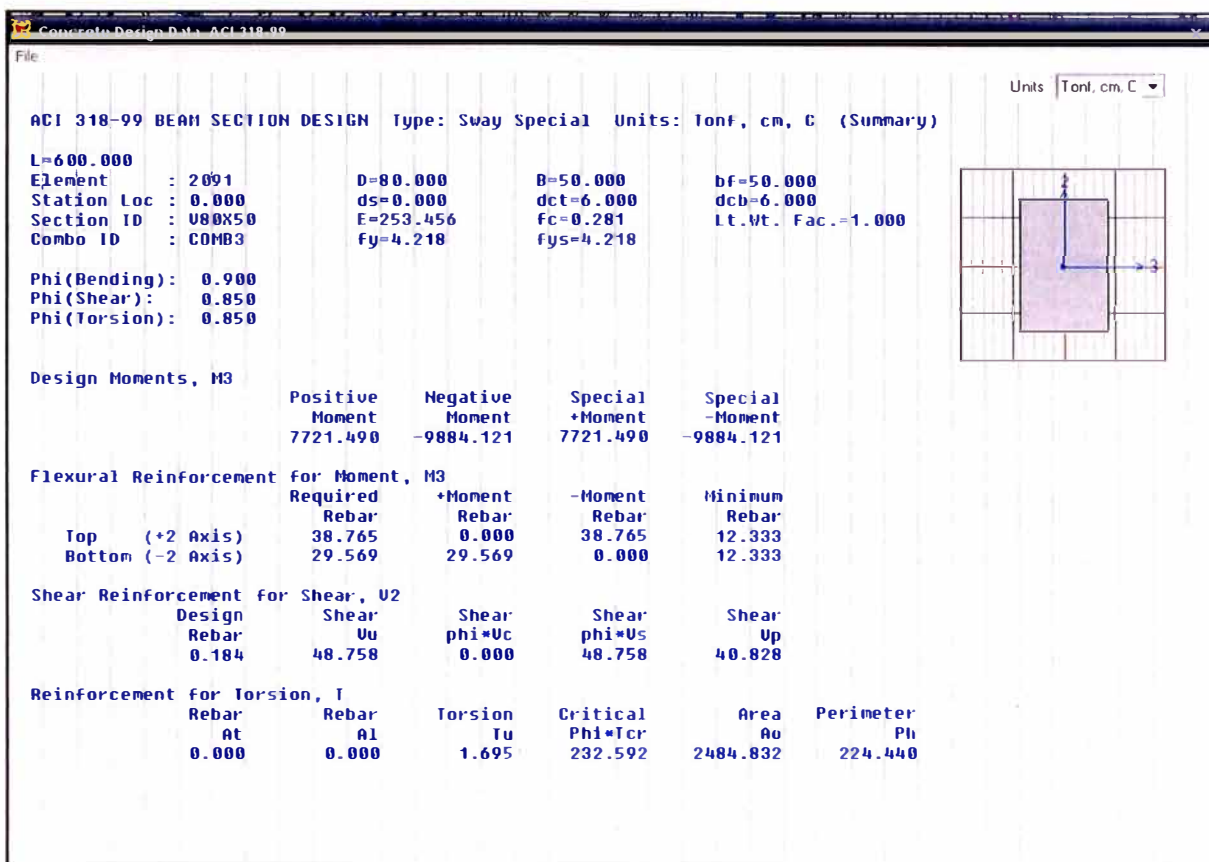 Concrete Design Data ACI 318-99
File
Units Tonf, cm, C
ACI 318-99 BEAM SECTION DESIGN Type: Sway Special Units: Tonf, cm, C (Summary)
L=600.000
Element : 2091 D=80.000 B=50.000 bf=50.000
Station Loc : 0.000 ds=0.000 dct=6.000 dcb=6.000
Section ID : V80X50 E=253.456 fc=0.281 Lt.Wt. Fac.=1.000
Combo ID : COMB3 fy=4.218 fys=4.218
Phi(Bending): 0.900
Phi(Shear): 0.850
Phi(Torsion): 0.850
2
3
Design Moments, M3
Positive Negative Special Special
Moment Moment +Moment -Moment
7721.490 -9884.121 7721.490 -9884.121
Flexural Reinforcement for Moment, M3
Required +Moment -Moment Minimum
Rebar Rebar Rebar Rebar
Top (+2 Axis) 38.765 0.000 38.765 12.333
Bottom (-2 Axis) 29.569 29.569 0.000 12.333
Shear Reinforcement for Shear, V2
Design Shear Shear Shear Shear
Rebar Vu phi*Vc phi*Vs Vp
0.184 48.758 0.000 48.758 40.828
Reinforcement for Torsion, T
Rebar Rebar Torsion Critical Area Perimeter
At Al Tu Phi*Tcr Ao Ph
0.000 0.000 1.695 232.592 2484.832 224.440